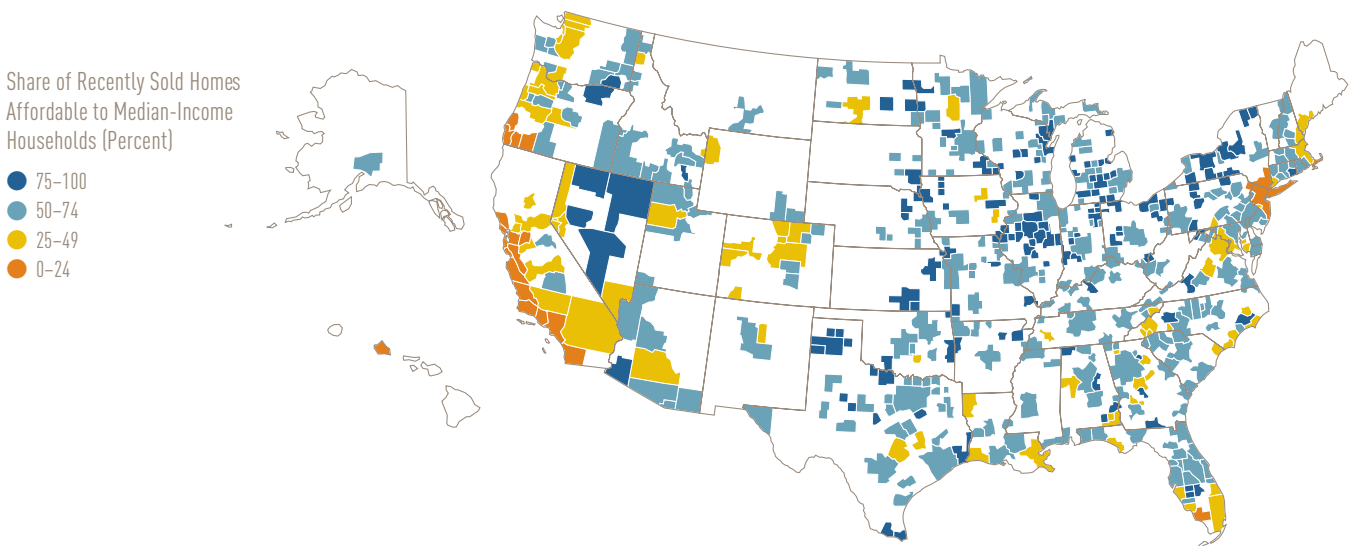 Share of Recently Sold Homes
Affordable to Median-Income
Households (Percent)
75–100
50–74
25–49
0–24